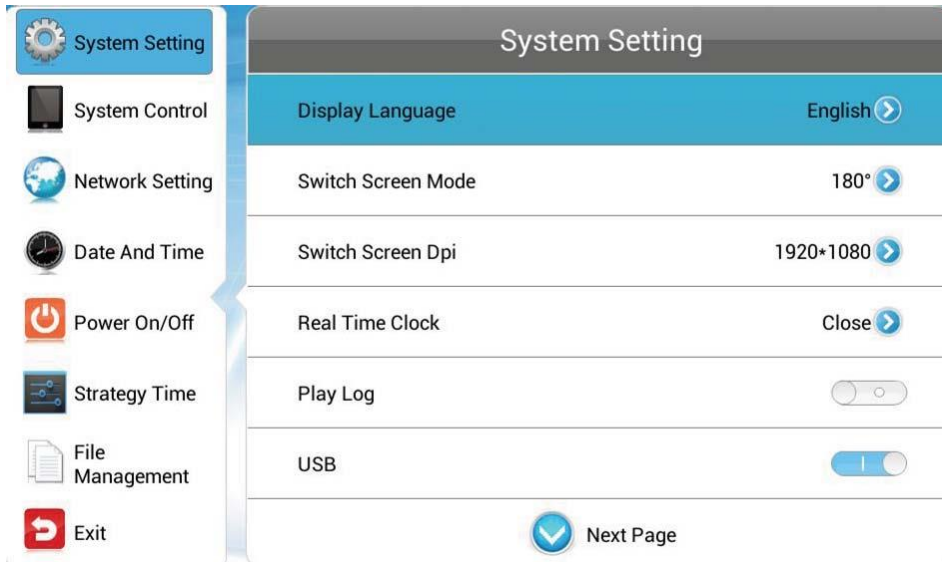 System Setting
System Control
Network Setting
Date And Time
Power On/Off
Strategy Time
File
Management
Exit
System Setting
Display Language English
Switch Screen Mode 180°
Switch Screen Dpi 1920*1080
Real Time Clock Close
Play Log
USB
Next Page